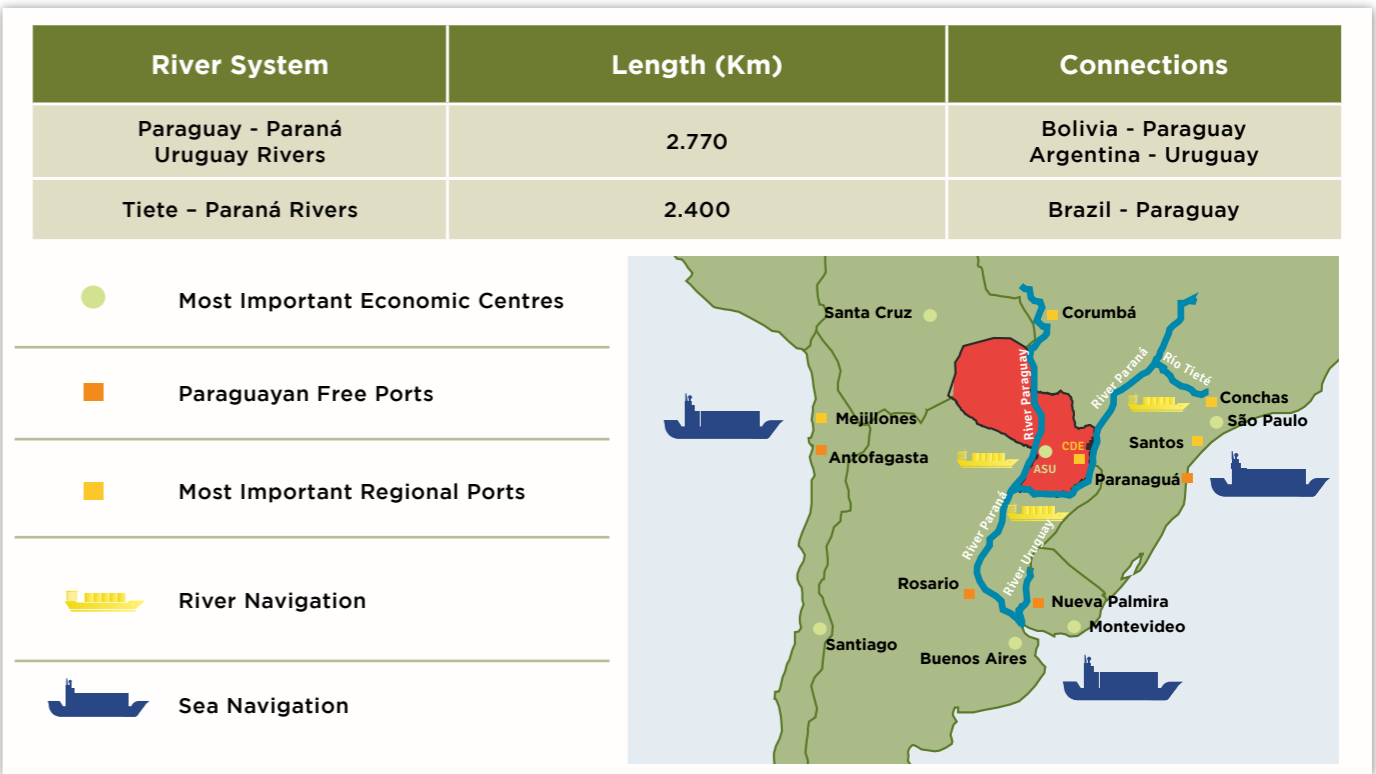 River System
Length (Km)
Connections
Paraguay - Paraná
Uruguay Rivers
2.770
Bolivia - Paraguay
Argentina - Uruguay
Tiete – Paraná Rivers
2.400
Brazil - Paraguay
Most Important Economic Centres
Paraguayan Free Ports
Most Important Regional Ports
River Navigation
Sea Navigation
Santa Cruz
Corumbá
River Paraguay
River Paraná
Río Tieté
Conchas
São Paulo
Mejillones
Santos
CDE
Antofagasta
ASU
Paranaguá
River Paraná
River Uruguay
Rosario
Nueva Palmira
Montevideo
Santiago
Buenos Aires